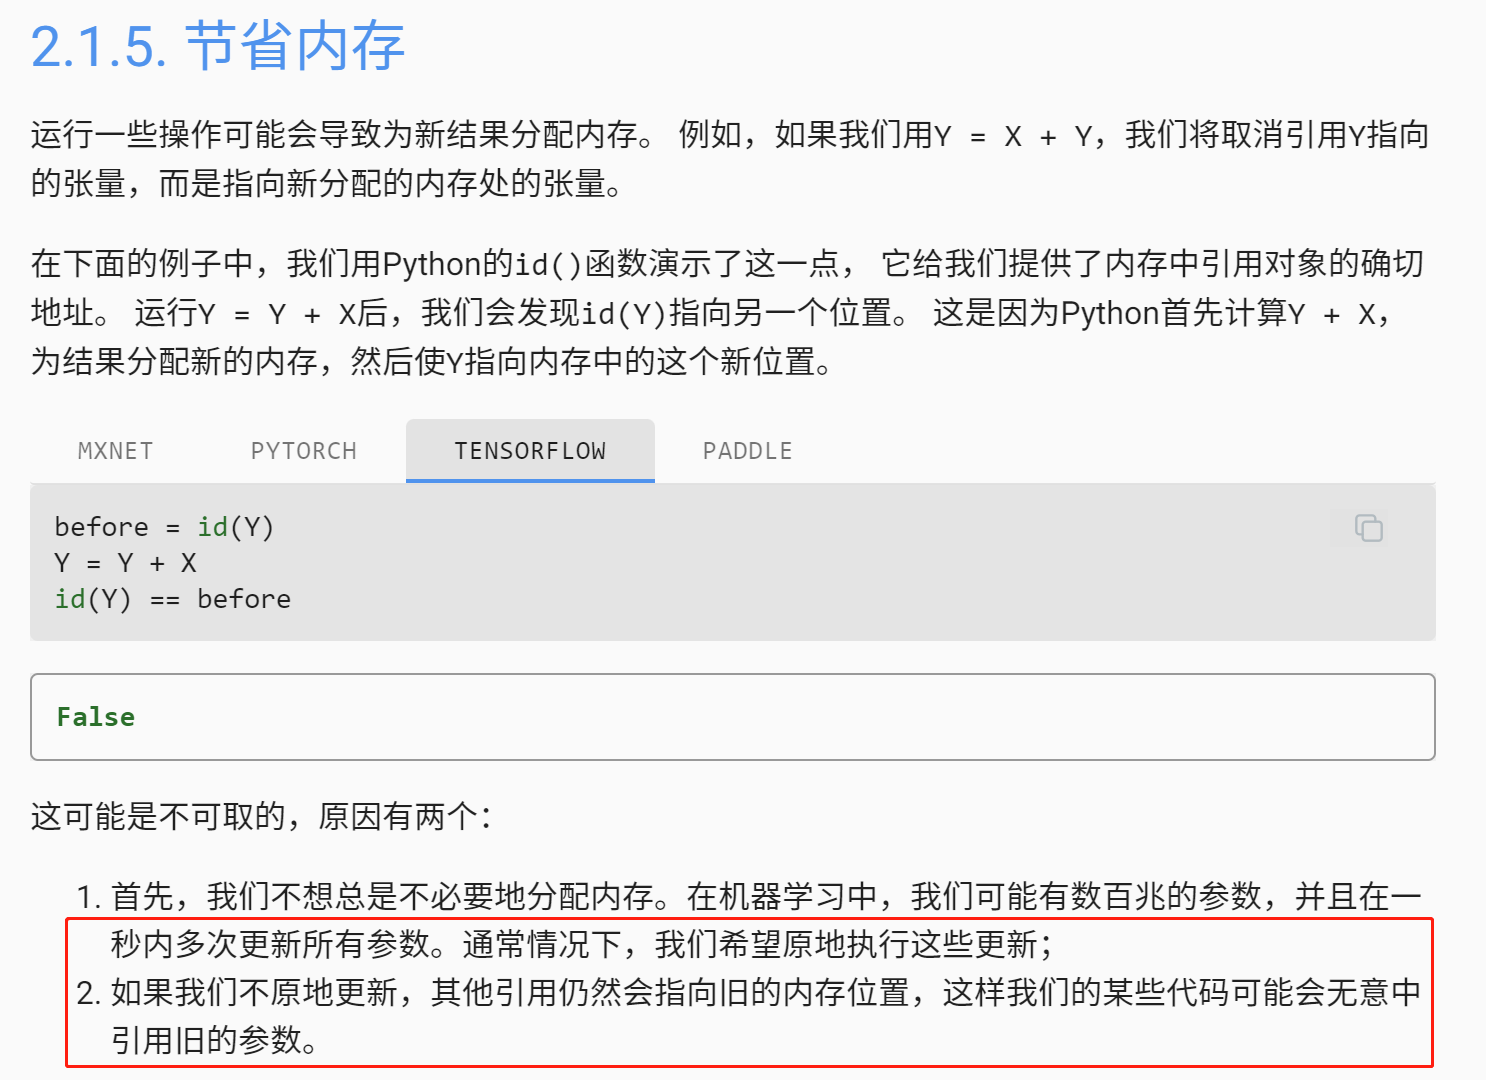 2.1.5. 节省内存
运行一些操作可能会导致为新结果分配内存。 例如，如果我们用Y = X + Y，我们将取消引用Y指向
的张量，而是指向新分配的内存处的张量。
在下面的例子中，我们用Python的id()函数演示了这一点， 它给我们提供了内存中引用对象的确切
地址。 运行Y = Y + X后，我们会发现id(Y)指向另一个位置。 这是因为Python首先计算Y + X，
为结果分配新的内存，然后使Y指向内存中的这个新位置。
MXNET PYTORCH TENSORFLOW PADDLE
before = id(Y)
Y = Y + X
id(Y) == before
False
这可能是不可取的，原因有两个：
1. 首先，我们不想总是不必要地分配内存。在机器学习中，我们可能有数百兆的参数，并且在一
秒内多次更新所有参数。通常情况下，我们希望原地执行这些更新；
2. 如果我们不原地更新，其他引用仍然会指向旧的内存位置，这样我们的某些代码可能会无意中
引用旧的参数。